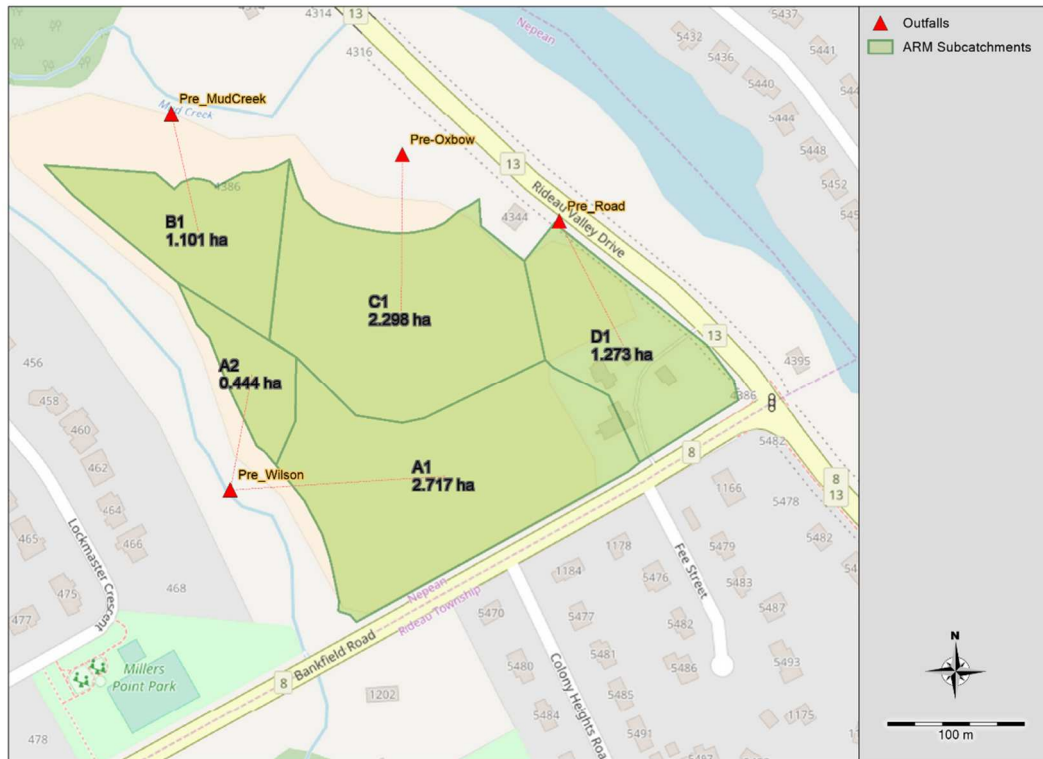 13
4314
4314
13
Nepean
5437
5432
5441
4316
5436
5440
5444
5448
5452
Outfalls
ARM Subcatchments
Pre_MudCreek
Mud Creek
Pre-Oxbow
13
Rideau Valley Drive
4386
4344
Pre_Road
B1
1.101 ha
C1
2.298 ha
D1
1.273 ha
13
4395
456
A2
0.444 ha
4386
458
460
462
464
466
465
Pre_Wilson
A1
2.717 ha
8
5482
8
13
1166
5478
5482
Lockmaster Crescent
475
477
468
Fee Street
5479
5483
5487
1178
1184
5476
Nepean
Rideau Township
5470
5477
5482
5481
5486
5493
Bankfield Road
Millers
Point Park
8
1202
5480
5484
Colony Heights Road
5485
5491
1175
478
5497
N
100 m